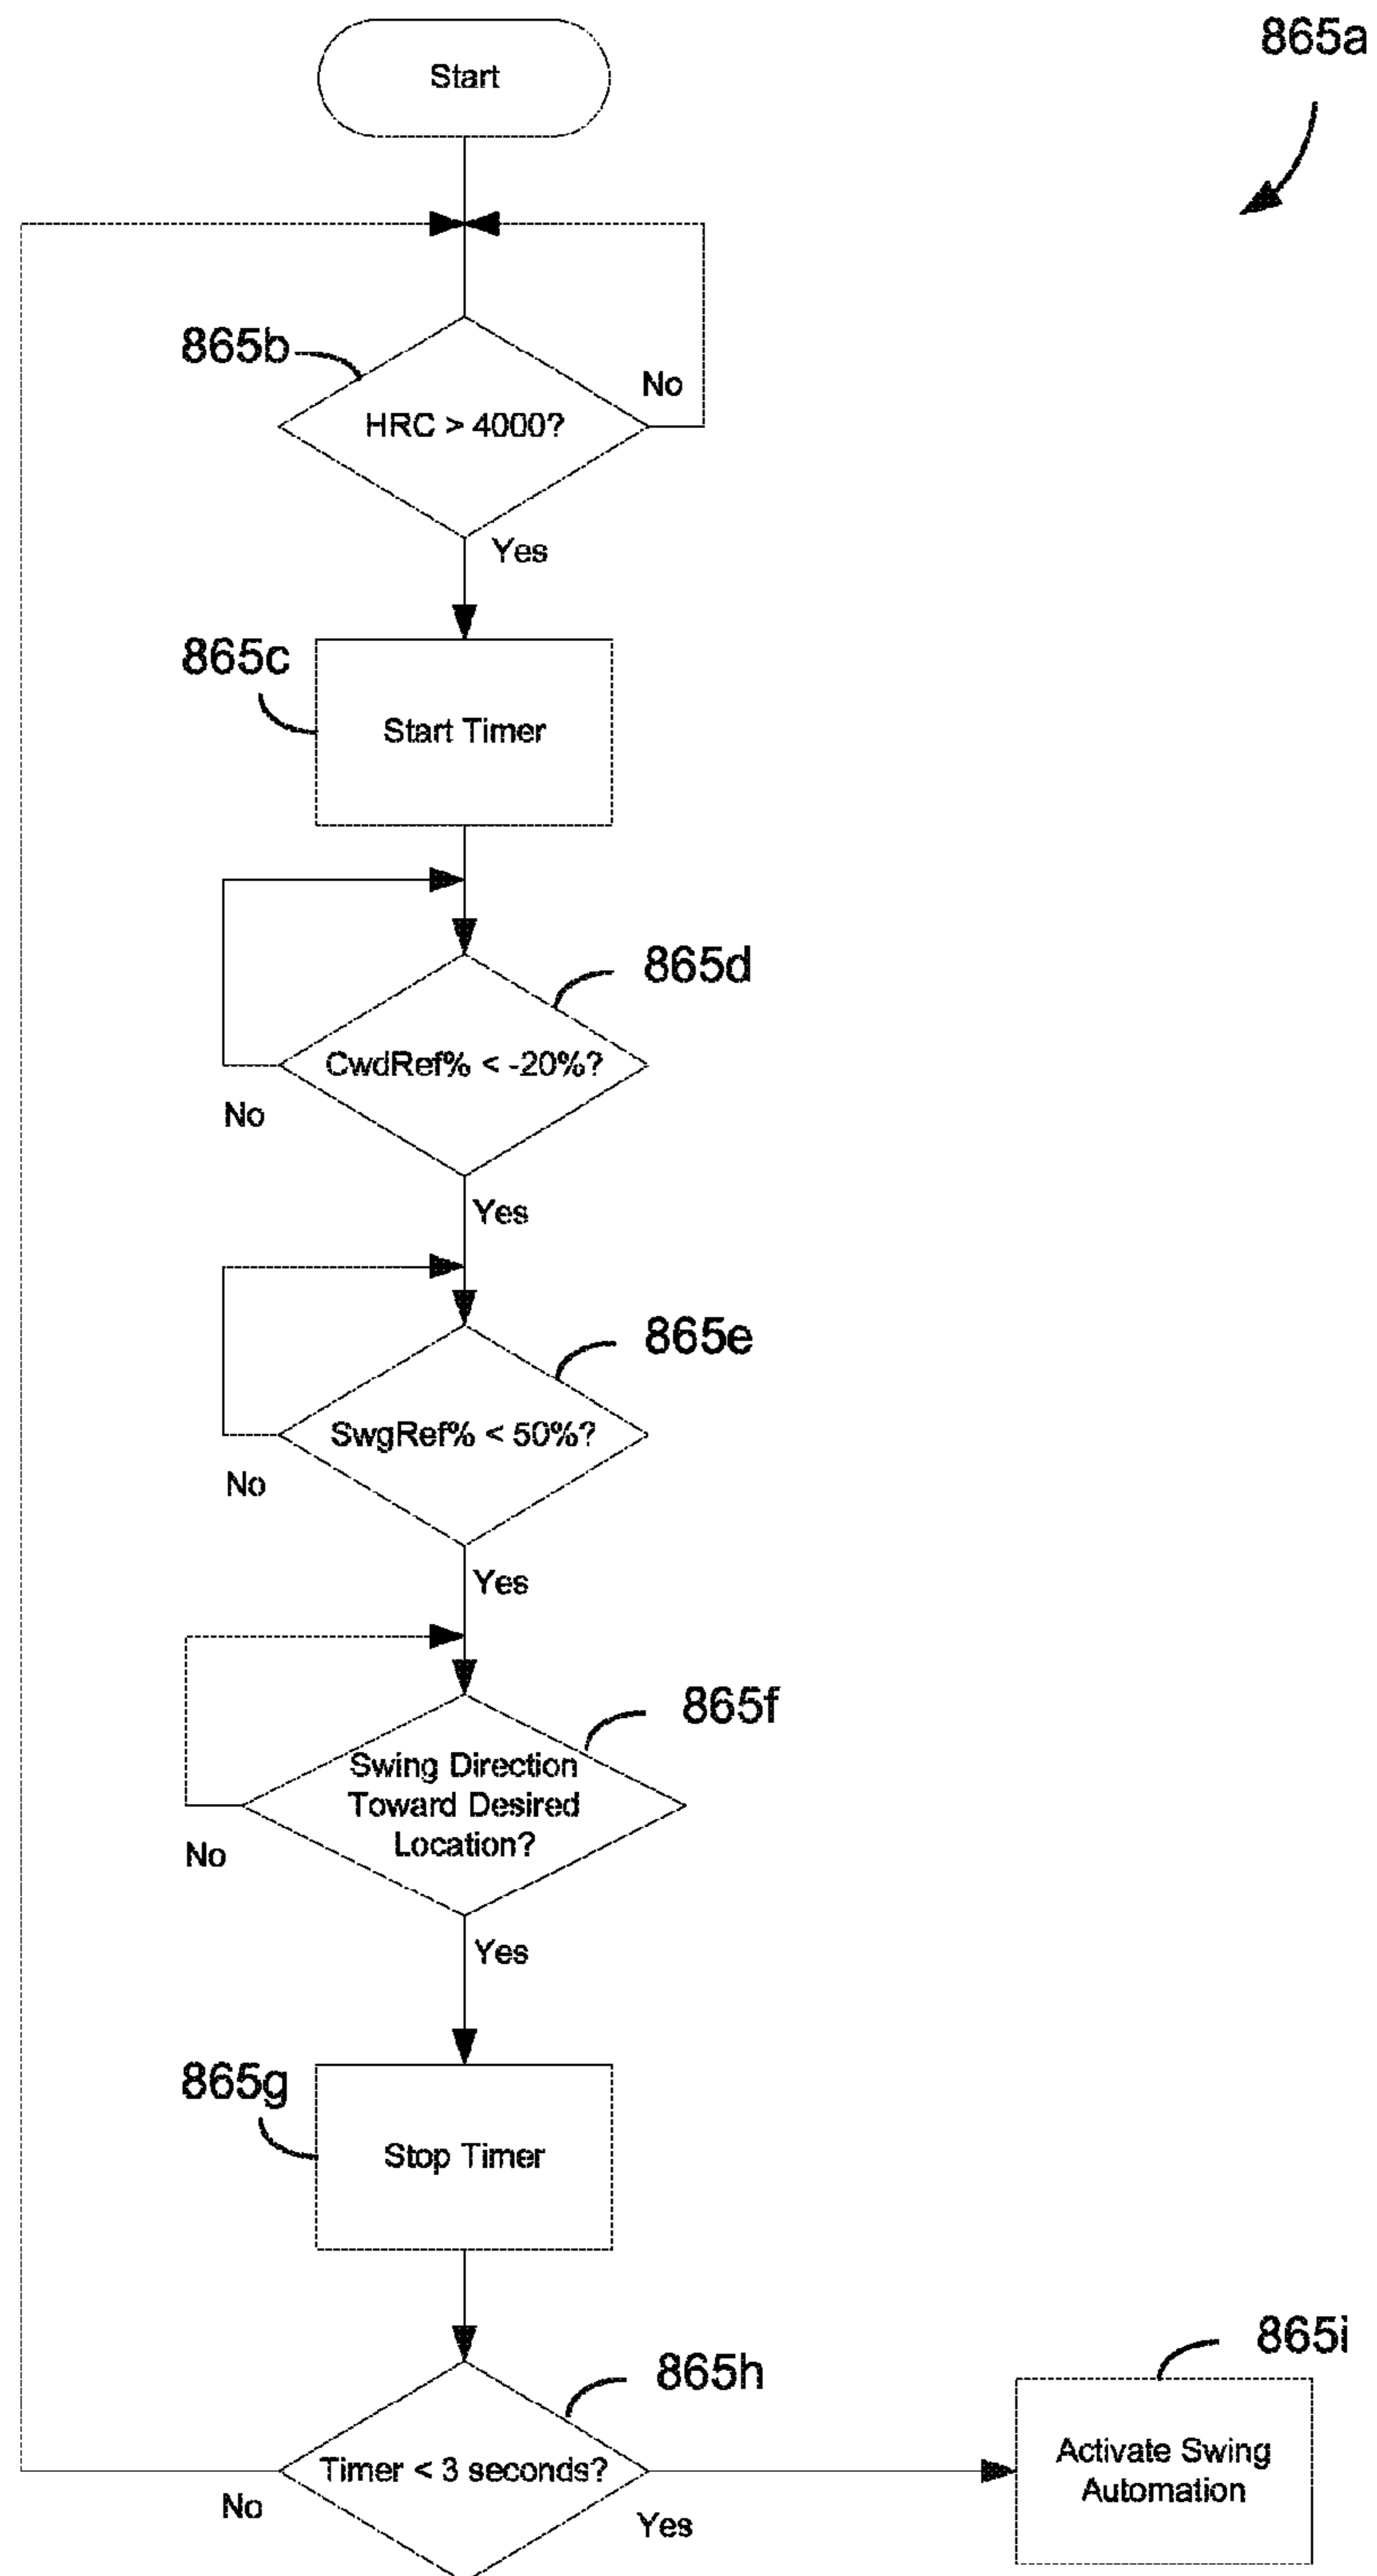 865a
Start
865b
HRC > 4000?
No
Yes
865c
Start Timer
865d
CwdRef% < -20%?
No
Yes
865e
SwgRef% < 50%?
No
Yes
865f
Swing Direction
Toward Desired
Location?
No
Yes
865g
Stop Timer
865h
Timer < 3 seconds?
No
Yes
865i
Activate Swing
Automation